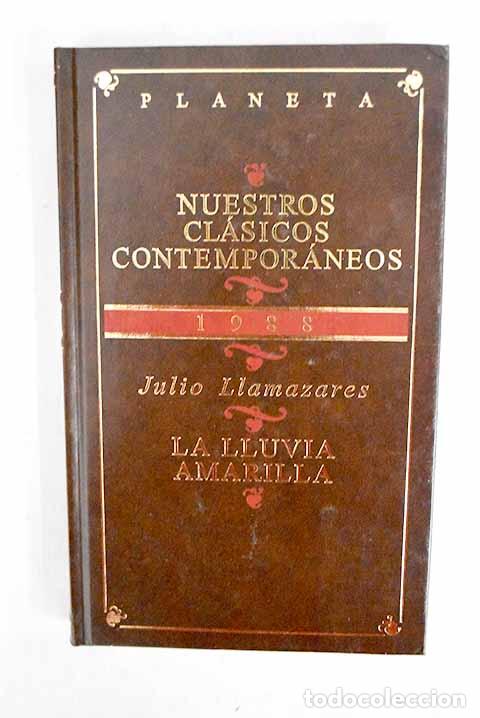 PLANETA
NUESTROS
CLÁSICOS
CONTEMPORÁNEOS
1988
Julio Llamazares
LA LLUVIA
AMARILLA
todocoleccion